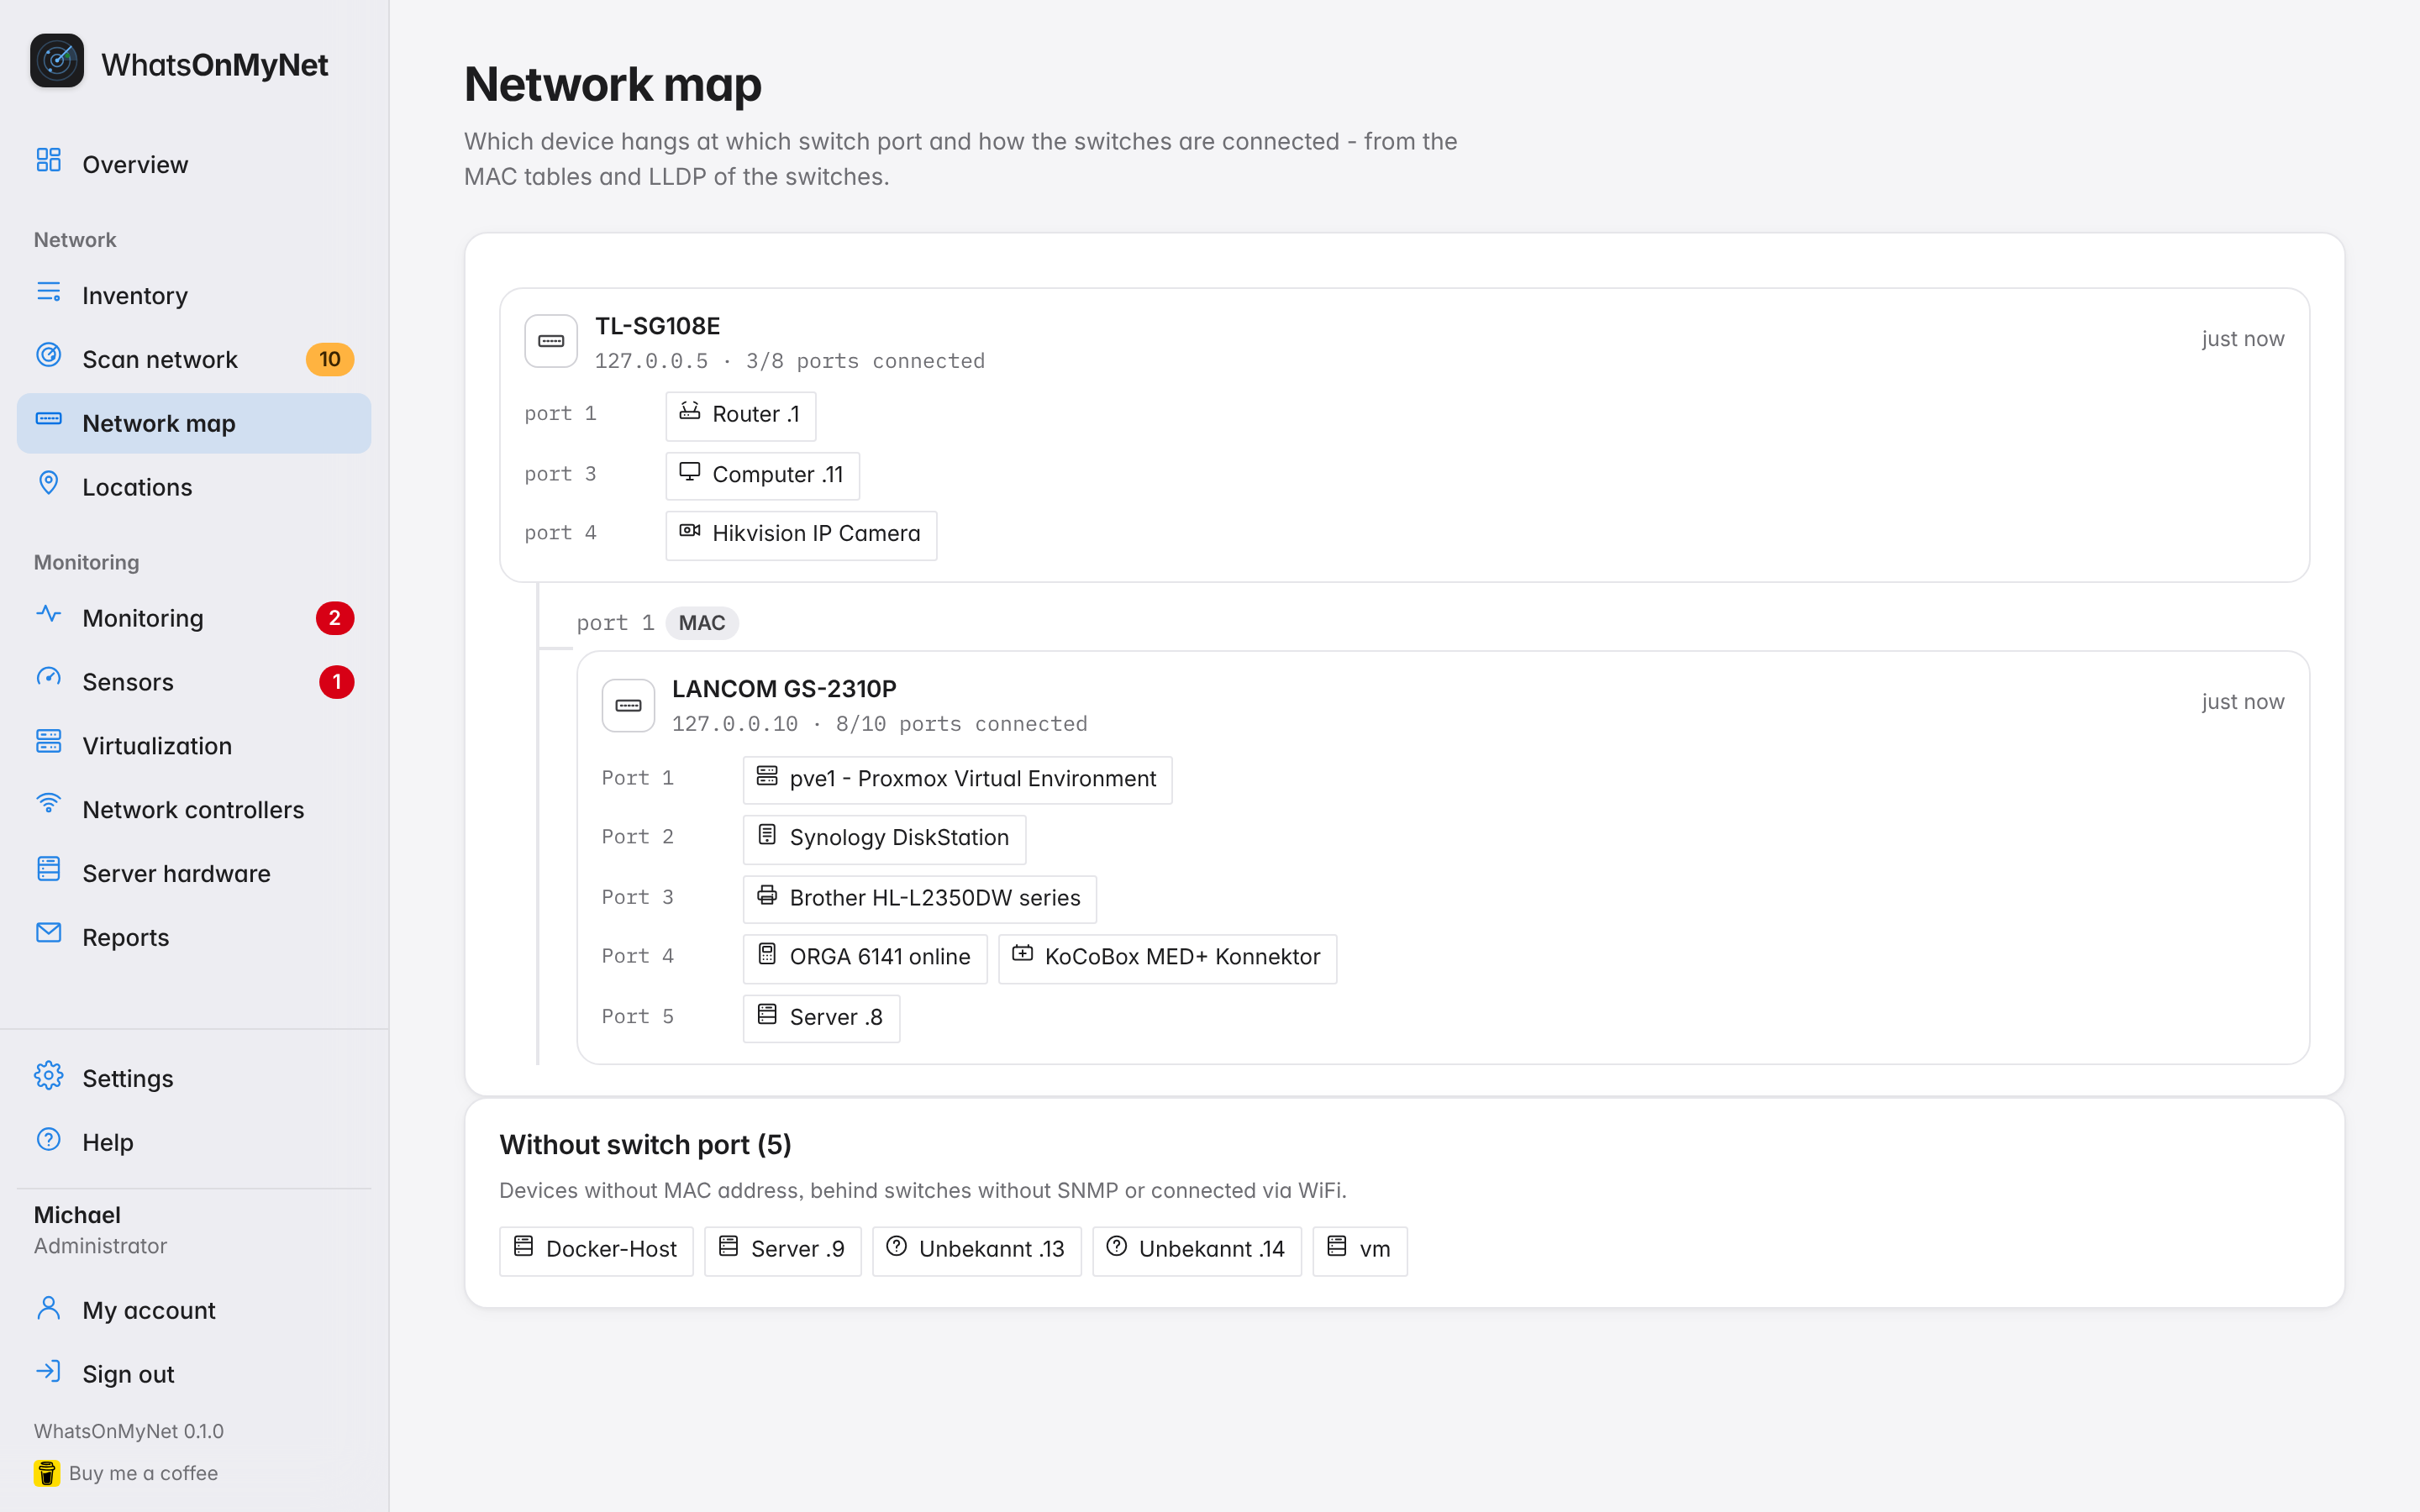 WhatsOnMyNet
Overview
Network
Inventory
Scan network 10
Network map
Locations
Monitoring
Monitoring 2
Sensors 1
Virtualization
Network controllers
Server hardware
Reports
Settings
Help
Michael
Administrator
My account
Sign out
WhatsOnMyNet 0.1.0
Buy me a coffee
Network map
Which device hangs at which switch port and how the switches are connected - from the
MAC tables and LLDP of the switches.
TL-SG108E
127.0.0.5 · 3/8 ports connected
just now
port 1 Router .1
port 3 Computer .11
port 4 Hikvision IP Camera
port 1 MAC
LANCOM GS-2310P
127.0.0.10 · 8/10 ports connected
just now
Port 1 pve1 - Proxmox Virtual Environment
Port 2 Synology DiskStation
Port 3 Brother HL-L2350DW series
Port 4 ORGA 6141 online KoCoBox MED+ Konnektor
Port 5 Server .8
Without switch port (5)
Devices without MAC address, behind switches without SNMP or connected via WiFi.
Docker-Host Server .9 Unbekannt .13 Unbekannt .14 vm